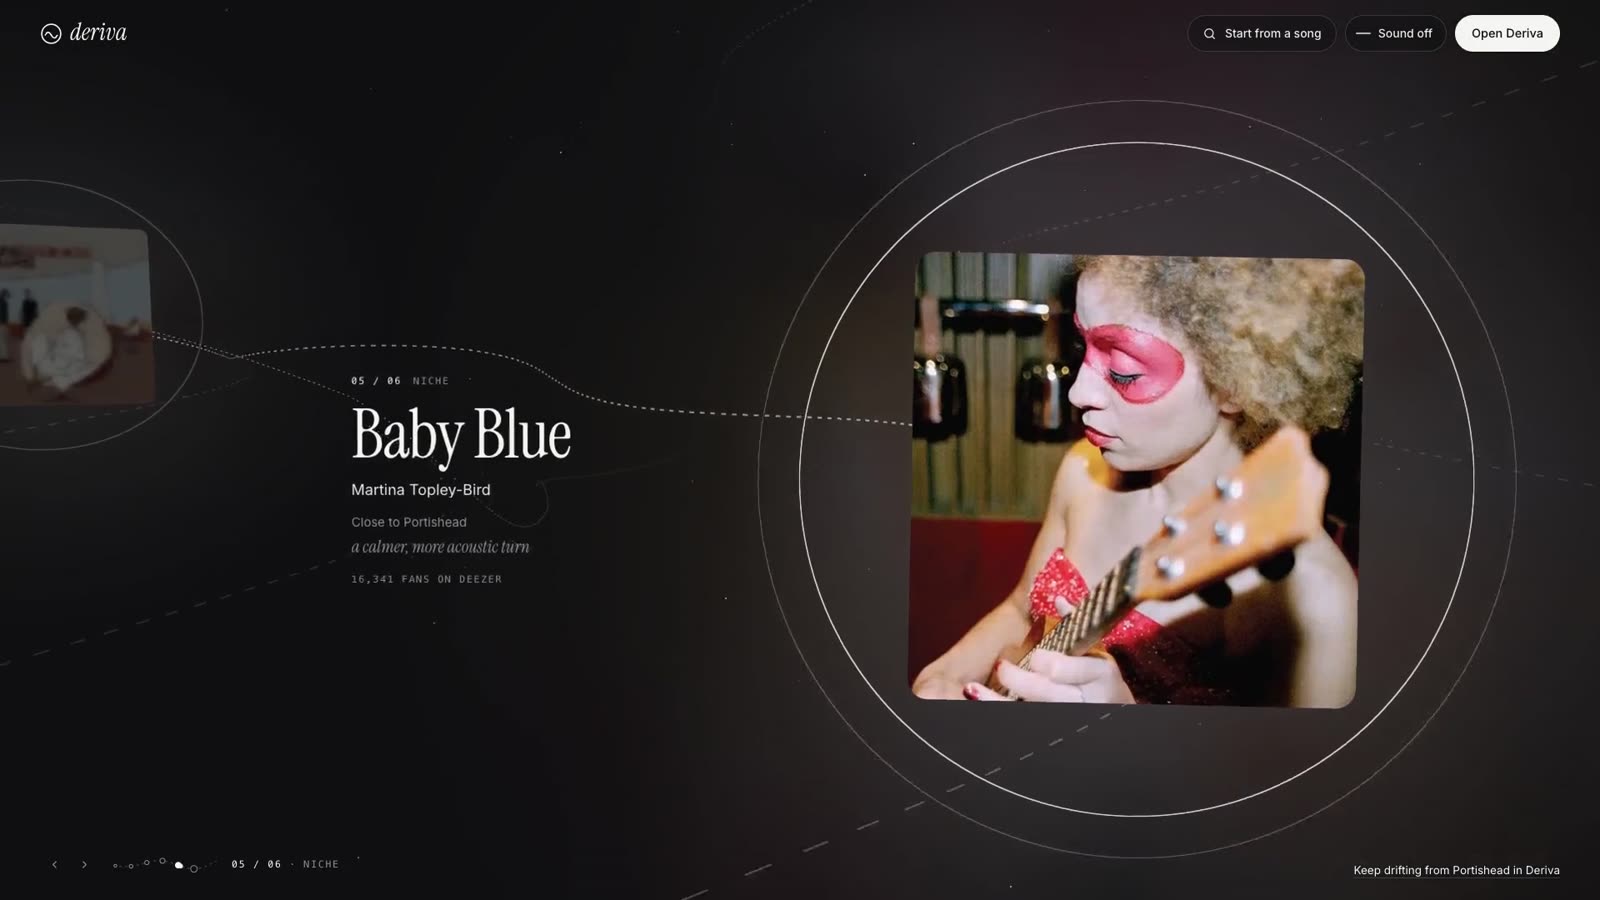 deriva
Start from a song
Sound off
Open Deriva
05 / 06 NICHE
Baby Blue
Martina Topley-Bird
Close to Portishead
a calmer, more acoustic turn
16,341 FANS ON DEEZER
05 / 06 · NICHE
Keep drifting from Portishead in Deriva